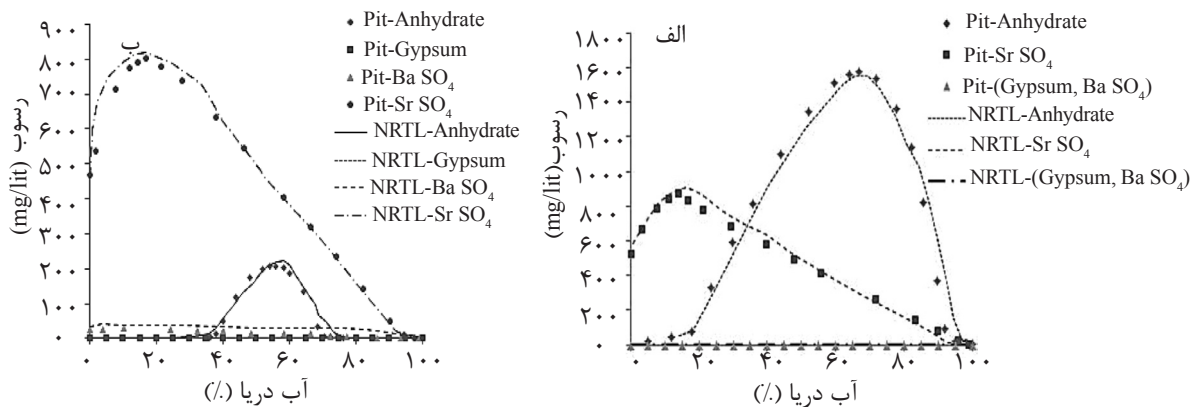 ب
رسوب (mg/lit)
۹۰۰
۸۰۰
۷۰۰
۶۰۰
۵۰۰
۴۰۰
۳۰۰
۲۰۰
۱۰۰
۰
۰ ۲۰ ۴۰ ۶۰ ۸۰ ۱۰۰
آب دریا (٪)
Pit-Anhydrate
Pit-Gypsum
Pit-Ba SO₄
Pit-Sr SO₄
NRTL-Anhydrate
NRTL-Gypsum
NRTL-Ba SO₄
NRTL-Sr SO₄
الف
رسوب(mg/lit)
۱۸۰۰
۱۶۰۰
۱۴۰۰
۱۲۰۰
۱۰۰۰
۸۰۰
۶۰۰
۴۰۰
۲۰۰
۰
۰ ۲۰ ۴۰ ۶۰ ۸۰ ۱۰۰
آب دریا (٪)
Pit-Anhydrate
Pit-Sr SO₄
Pit-(Gypsum, Ba SO₄)
NRTL-Anhydrate
NRTL-Sr SO₄
NRTL-(Gypsum, Ba SO₄)